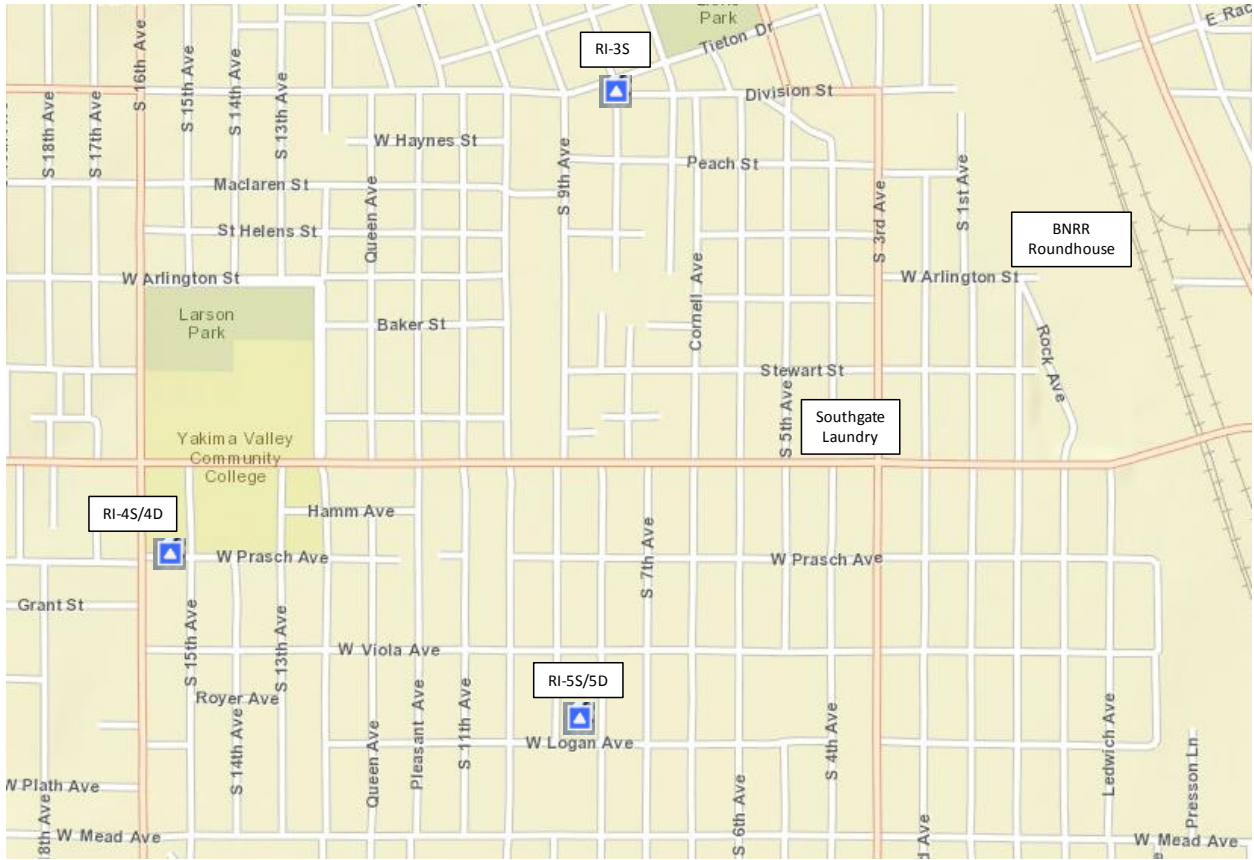 Park
Tieton Dr
E Rac
RI-3S
S 16th Ave
S 15th Ave
S 14th Ave
S 13th Ave
S 18th Ave
S 17th Ave
Division St
W Haynes St
Peach St
Maclaren St
S 9th Ave
S 1st Ave
Queen Ave
S 3rd Ave
St Helens St
BNRR
Roundhouse
W Arlington St
W Arlington St
Cornell Ave
Larson
Park
Baker St
Rock Ave
Stewart St
S 5th Ave
Southgate
Laundry
Yakima Valley
Community
College
RI-4S/4D
Hamm Ave
S 7th Ave
W Prasch Ave
W Prasch Ave
Grant St
S 15th Ave
S 13th Ave
W Viola Ave
RI-5S/5D
Royer Ave
S 14th Ave
Queen Ave
Pleasant Ave
S 11th Ave
W Logan Ave
S 4th Ave
Ledwich Ave
Presson Ln
W Plath Ave
S 6th Ave
18th Ave
d Ave
W Mead Ave
W Mead Ave